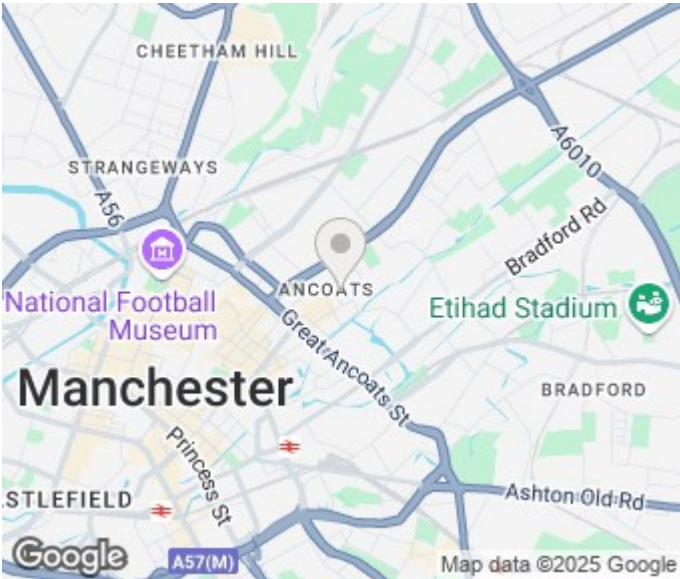 CHEETHAM HILL
STRANGEWAYS
A56
A6010
Bradford Rd
ANCOATS
National Football
Museum
Etihad Stadium
Great Ancoats St
Manchester
BRADFORD
Princess St
STLEFIELD
Ashton Old Rd
Google
A57(M)
Map data ©2025 Google